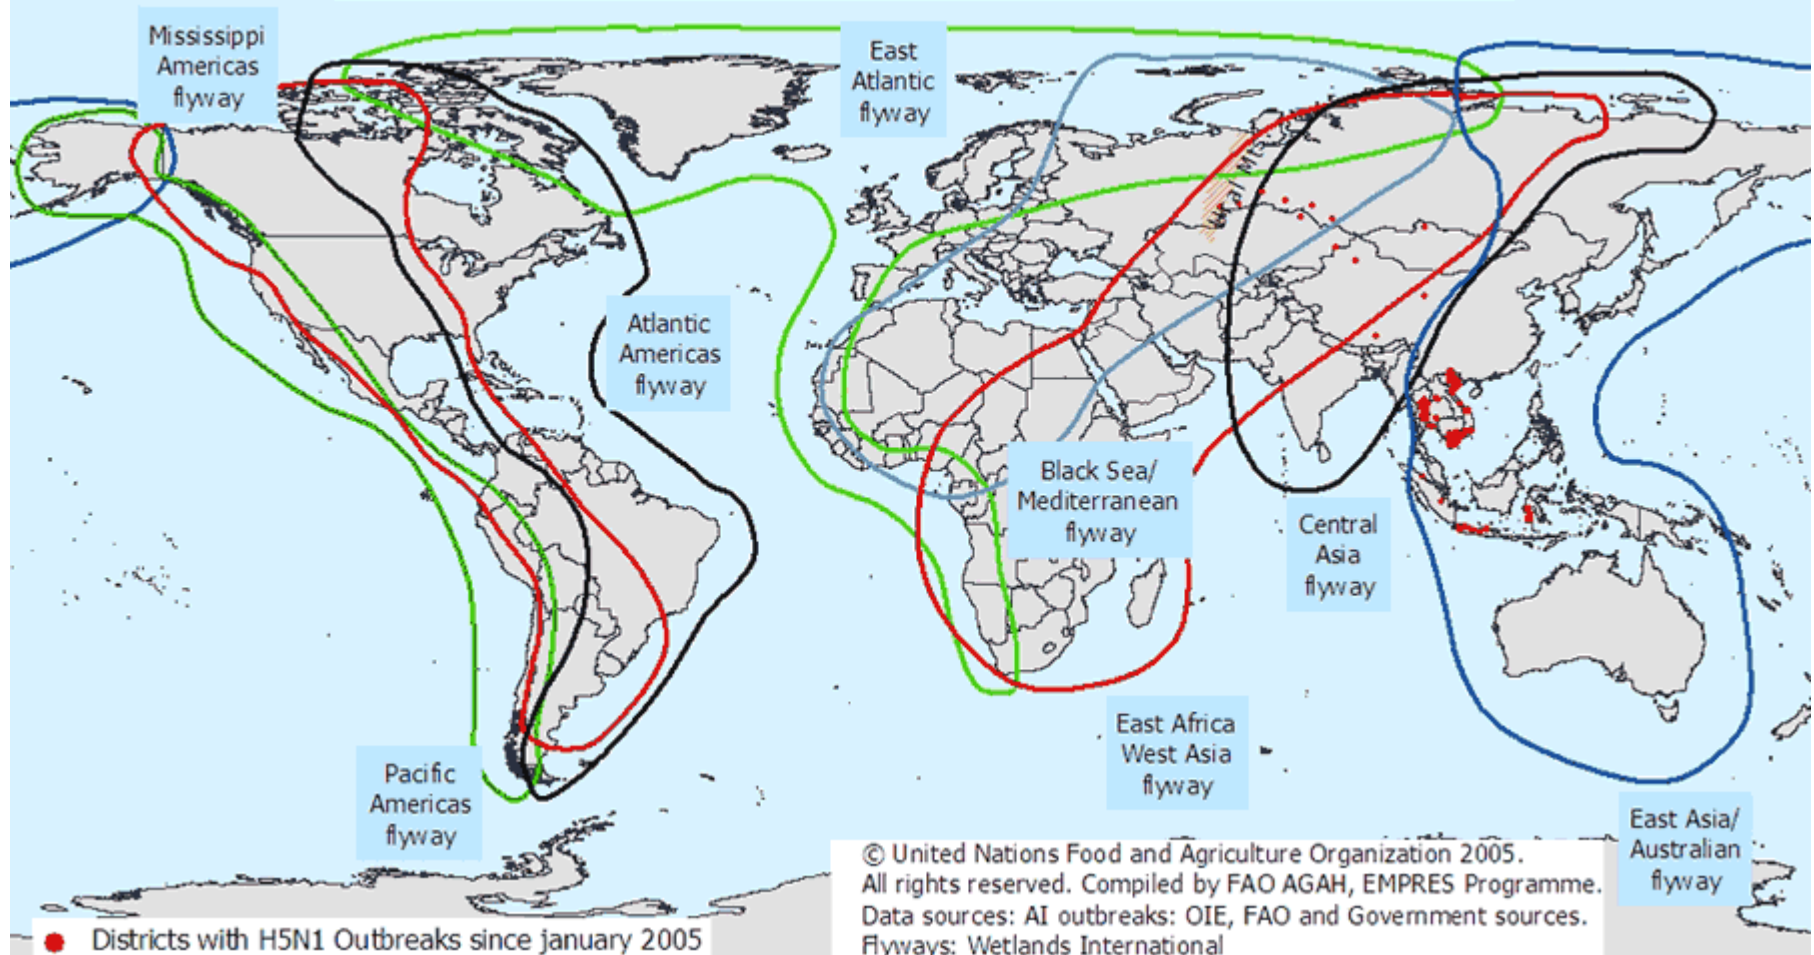 Mississippi
Americas
flyway
East
Atlantic
flyway
Ural Mts
Atlantic
Americas
flyway
Black Sea/
Mediterranean
flyway
Central
Asia
flyway
East Africa
West Asia
flyway
Pacific
Americas
flyway
East Asia/
Australian
flyway
© United Nations Food and Agriculture Organization 2005.
All rights reserved. Compiled by FAO AGAH, EMPRES Programme.
Data sources: AI outbreaks: OIE, FAO and Government sources.
Flyways: Wetlands International
Districts with H5N1 Outbreaks since january 2005